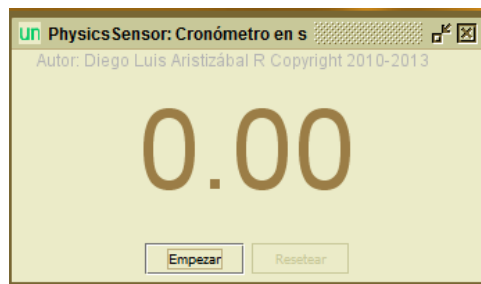 un PhysicsSensor: Cronómetro en s
Autor: Diego Luis Aristizábal R Copyright 2010-2013
0.00
Empezar Resetear